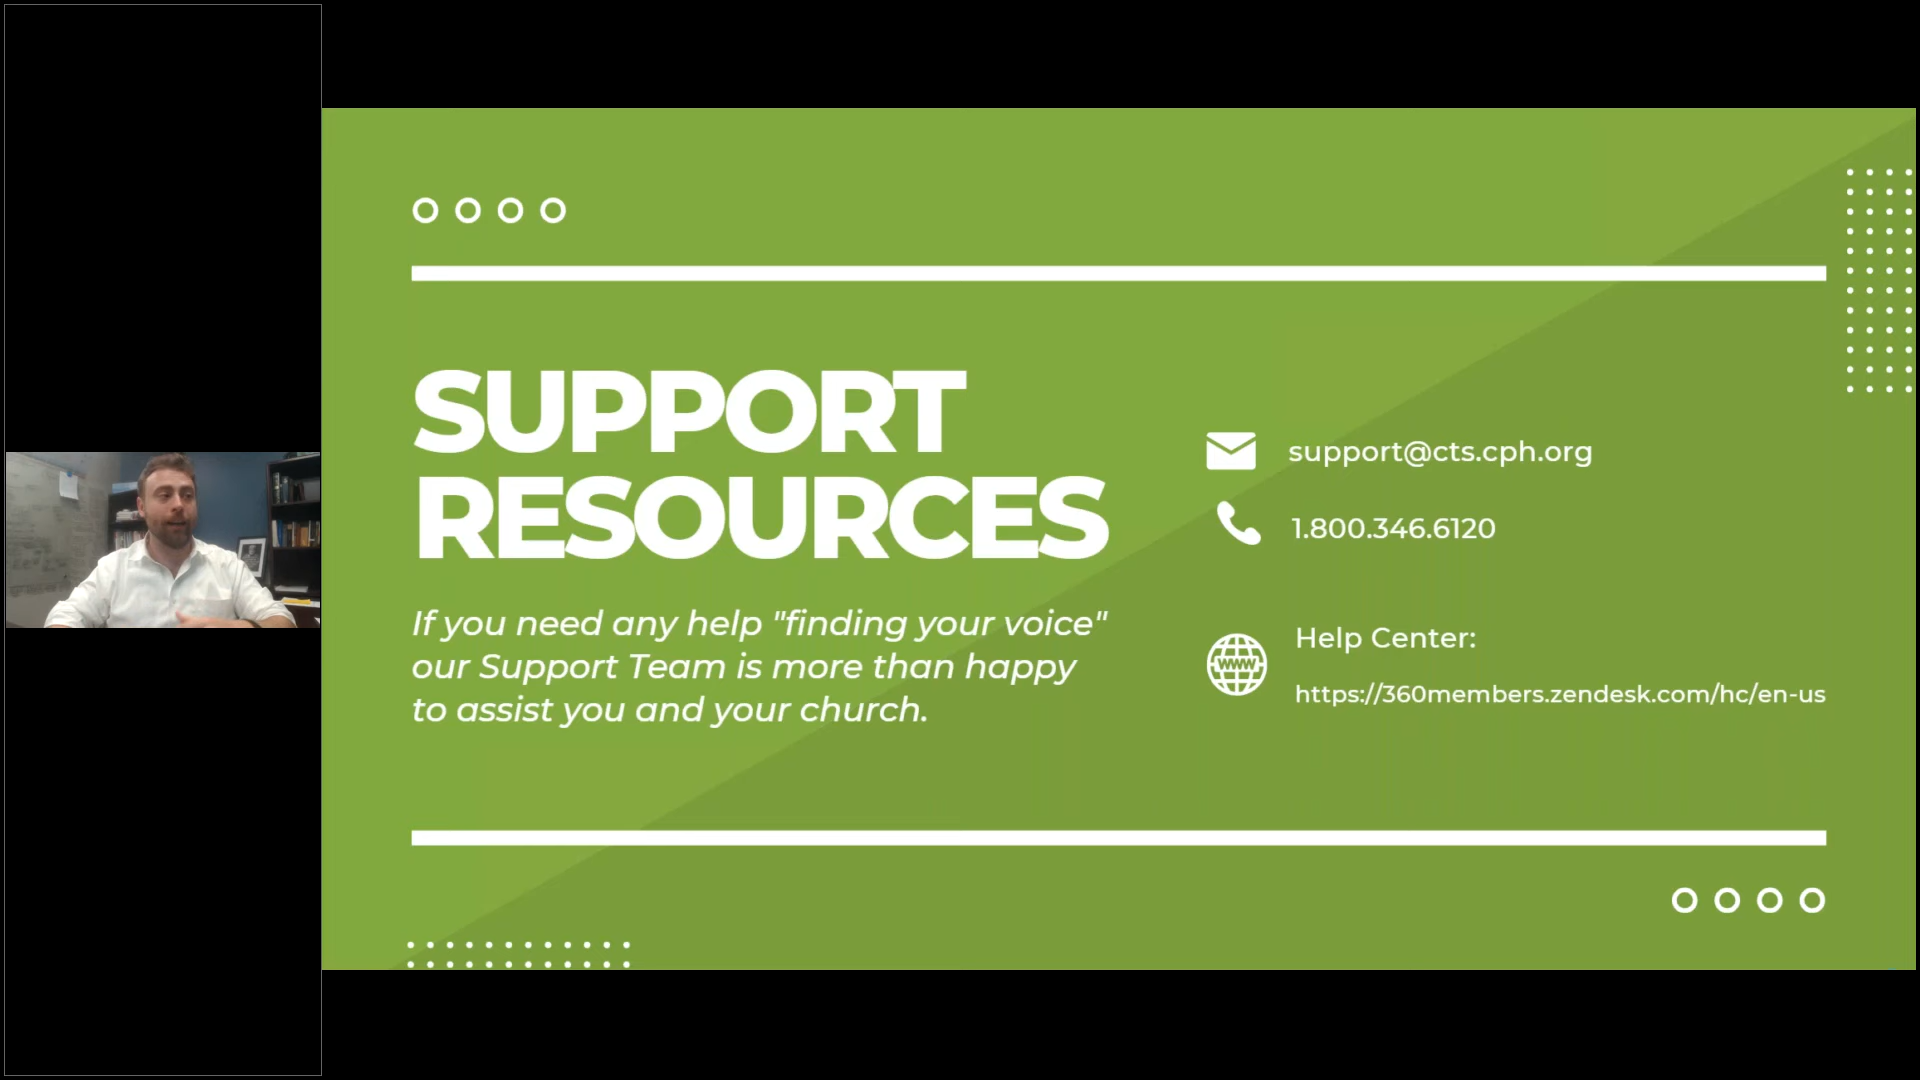 SUPPORT
RESOURCES
If you need any help "finding your voice"
our Support Team is more than happy
to assist you and your church.
support@cts.cph.org
1.800.346.6120
www
Help Center:
https://360members.zendesk.com/hc/en-us